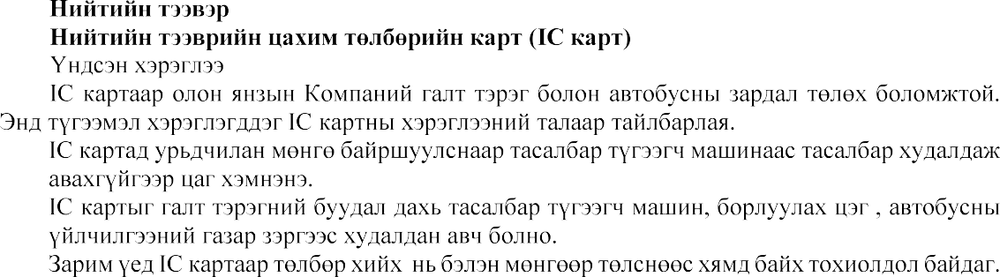 Нийтийн тээвэр
Нийтийн тээврийн цахим төлбөрийн карт (IC карт)
Үндсэн хэрэглээ
IC картаар олон янзын Компаний галт тэрэг болон автобусны зардал төлөх боломжтой.
Энд түгээмэл хэрэглэгддэг IC картны хэрэглээний талаар тайлбарлая.
IC картад урьдчилан мөнгө байршуулснаар тасалбар түгээгч машинаас тасалбар худалдаж
авахгүйгээр цаг хэмнэнэ.
IC картыг галт тэрэгний буудал дахь тасалбар түгээгч машин, борлуулах цэг , автобусны
үйлчилгээний газар зэргээс худалдан авч болно.
Зарим үед IC картаар төлбөр хийх  нь бэлэн мөнгөөр төлснөөс хямд байх тохиолдол байдаг.